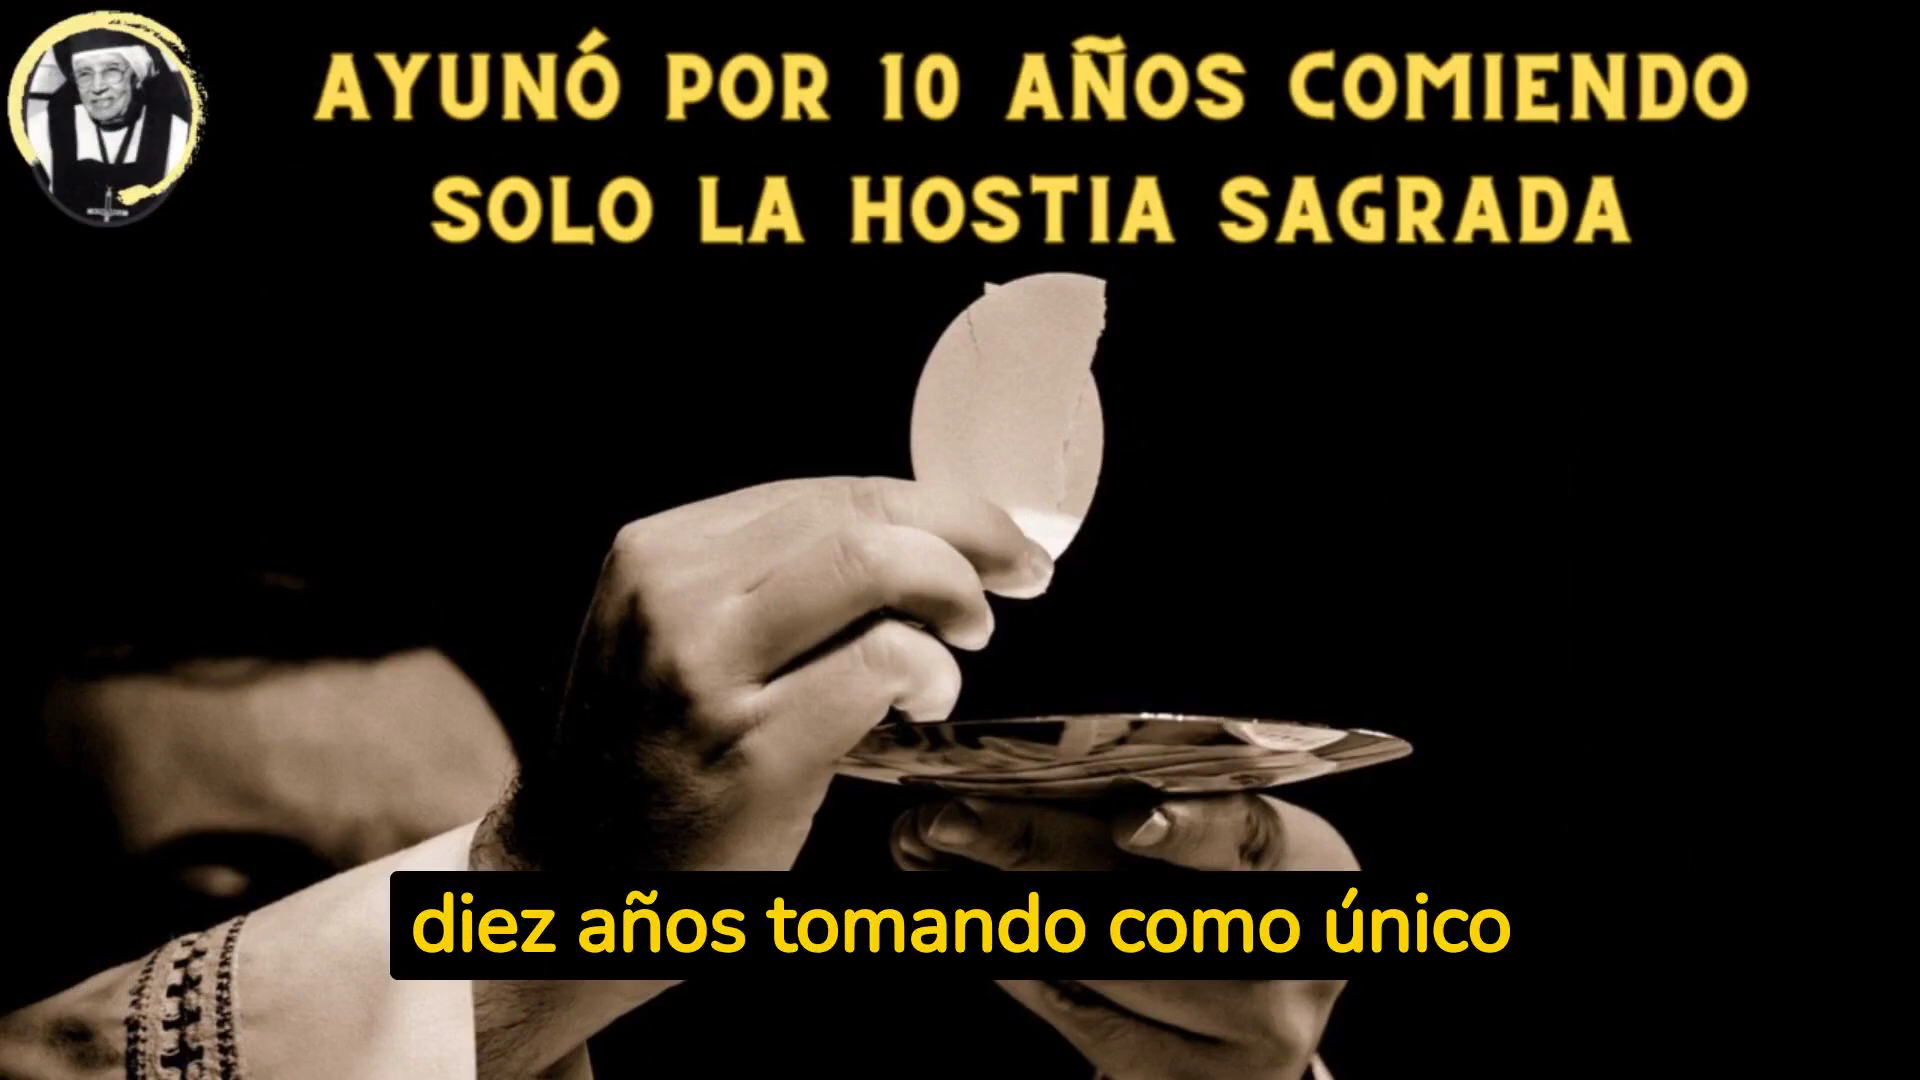 AYUNÓ POR 10 AÑOS COMIENDO
SOLO LA HOSTIA SAGRADA
diez años tomando como único